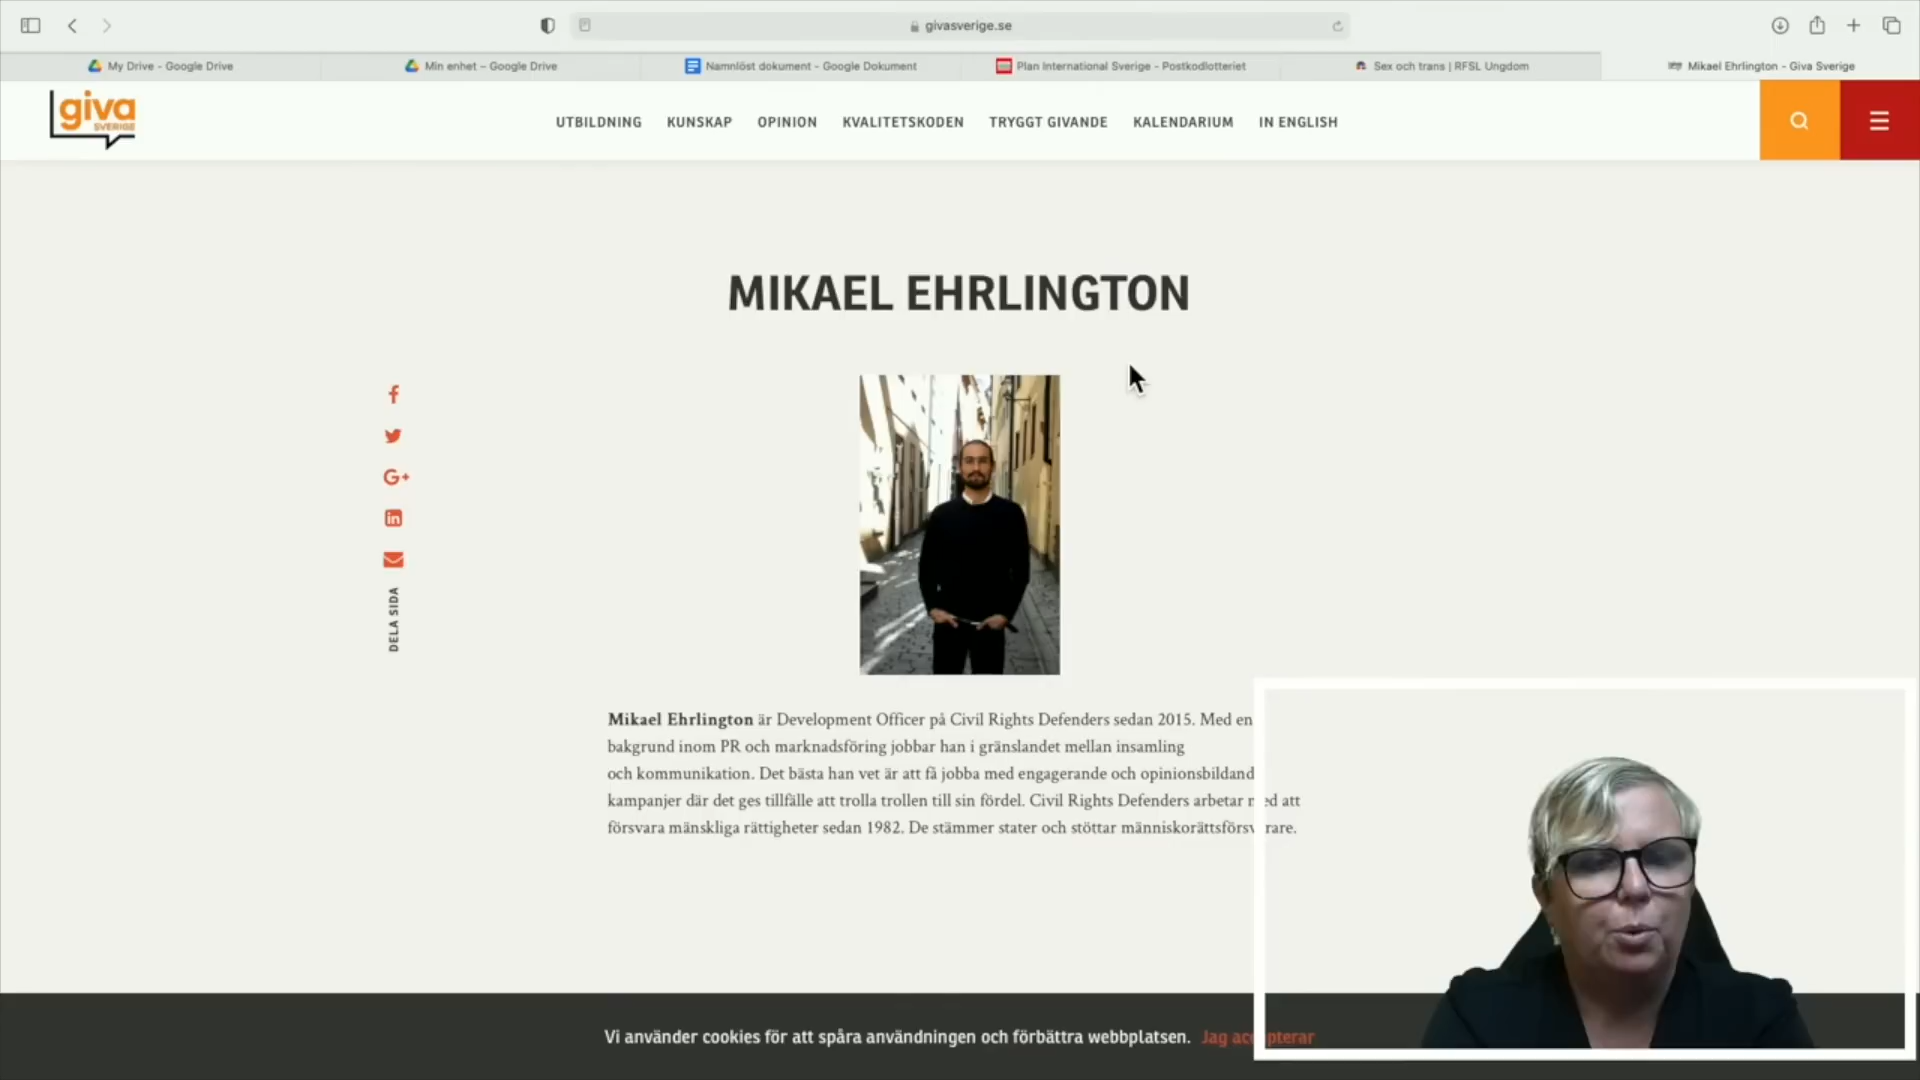 givasverige.se
My Drive - Google Drive
Min enhet – Google Drive
Namnlöst dokument - Google Dokument
Plan International Sverige - Postkodlotteriet
Sex och trans | RFSL Ungdom
Mikael Ehrlington - Giva Sverige
giva
SVERIGE
UTBILDNING KUNSKAP OPINION KVALITETSKODEN TRYGGT GIVANDE KALENDARIUM IN ENGLISH
MIKAEL EHRLINGTON
G+
in
DELA SIDA
Mikael Ehrlington är Development Officer på Civil Rights Defenders sedan 2015. Med en
bakgrund inom PR och marknadsföring jobbar han i gränslandet mellan insamling
och kommunikation. Det bästa han vet är att få jobba med engagerande och opinionsbildand
kampanjer där det ges tillfälle att trolla trollen till sin fördel. Civil Rights Defenders arbetar med att
försvara mänskliga rättigheter sedan 1982. De stämmer stater och stöttar människorättsförsvarare.
Vi använder cookies för att spåra användningen och förbättra webbplatsen. Jag accepterar